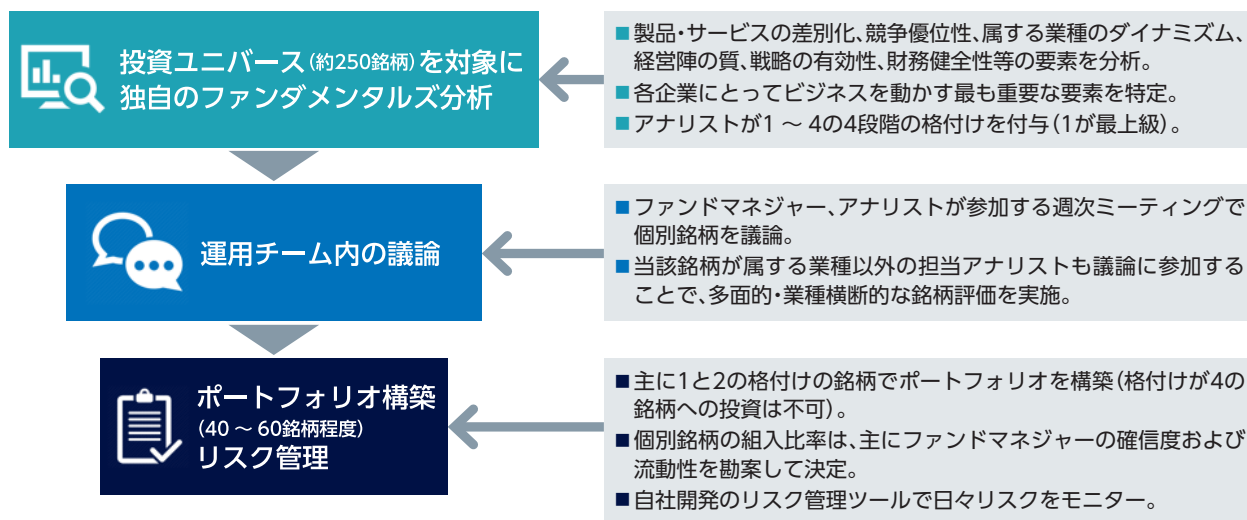 投資ユニバース(約250銘柄)を対象に
独自のファンダメンタルズ分析
■製品・サービスの差別化、競争優位性、属する業種のダイナミズム、
経営陣の質、戦略の有効性、財務健全性等の要素を分析。
■各企業にとってビジネスを動かす最も重要な要素を特定。
■アナリストが1 ~ 4の4段階の格付けを付与(1が最上級)。
運用チーム内の議論
■ファンドマネジャー、アナリストが参加する週次ミーティングで
個別銘柄を議論。
■当該銘柄が属する業種以外の担当アナリストも議論に参加する
ことで、多面的・業種横断的な銘柄評価を実施。
ポートフォリオ構築
(40 ~ 60銘柄程度)
リスク管理
■主に1と2の格付けの銘柄でポートフォリオを構築(格付けが4の
銘柄への投資は不可)。
■個別銘柄の組入比率は、主にファンドマネジャーの確信度および
流動性を勘案して決定。
■自社開発のリスク管理ツールで日々リスクをモニター。